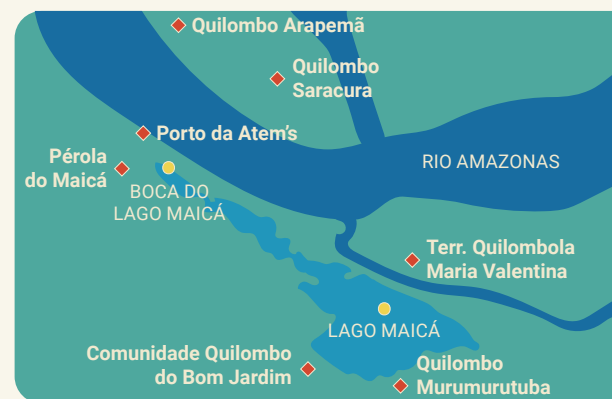 Quilombo Arapemã
Quilombo
Saracura
Porto da Atem's
Pérola
do Maicá
RIO AMAZONAS
BOCA DO
LAGO MAICÁ
Terr. Quilombola
Maria Valentina
LAGO MAICÁ
Comunidade Quilombo
do Bom Jardim
Quilombo
Murumurutuba